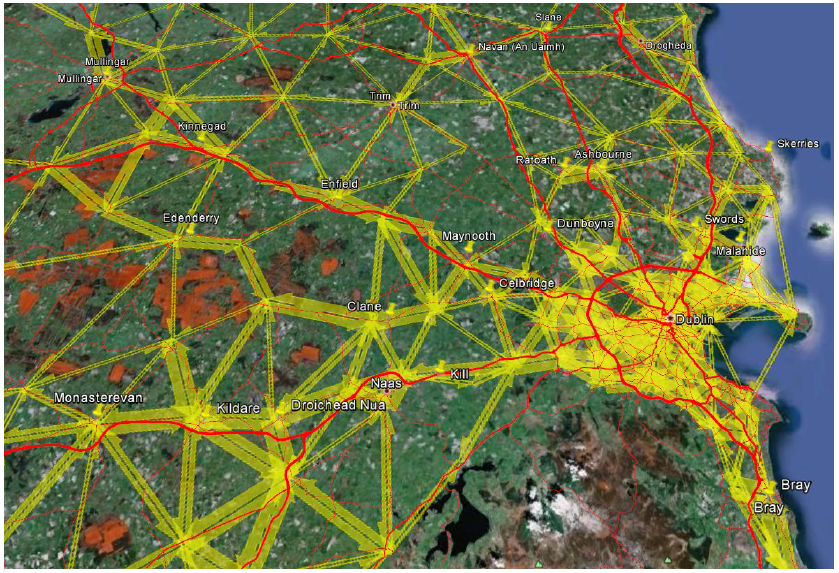 Slane
Navan (An Uaimh)
Drogheda
Mullingar
Mullingar
Trim
Trim
Kinnegad
Skerries
Ratoath
Ashbourne
Enfield
Edenderry
Dunboyne
Swords
Maynooth
Malahide
Celbridge
Clane
Dublin
Kill
Naas
Monasterevan
Kildare
Droichead Nua
Bray
Bray